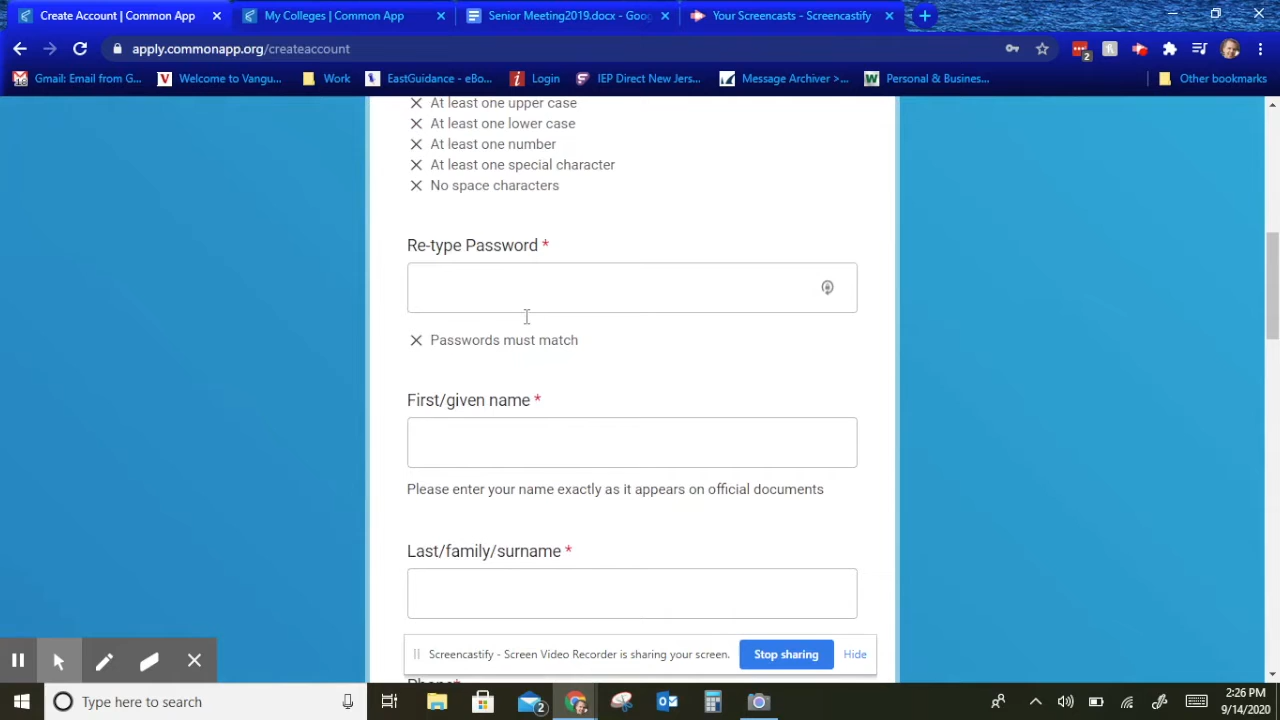 Create Account | Common App
My Colleges | Common App
Senior Meeting2019.docx - Goog
Your Screencasts - Screencastify
apply.commonapp.org/createaccount
2
Gmail: Email from G...
Welcome to Vangu...
Work
EastGuidance - eBo...
Login
IEP Direct New Jers...
Message Archiver >...
Personal & Busines...
Other bookmarks
At least one upper case
At least one lower case
At least one number
At least one special character
No space characters
Re-type Password *
Passwords must match
First/given name *
Please enter your name exactly as it appears on official documents
Last/family/surname *
Screencastify - Screen Video Recorder is sharing your screen.
Stop sharing
Hide
Phone*
Type here to search
2
2:26 PM
9/14/2020